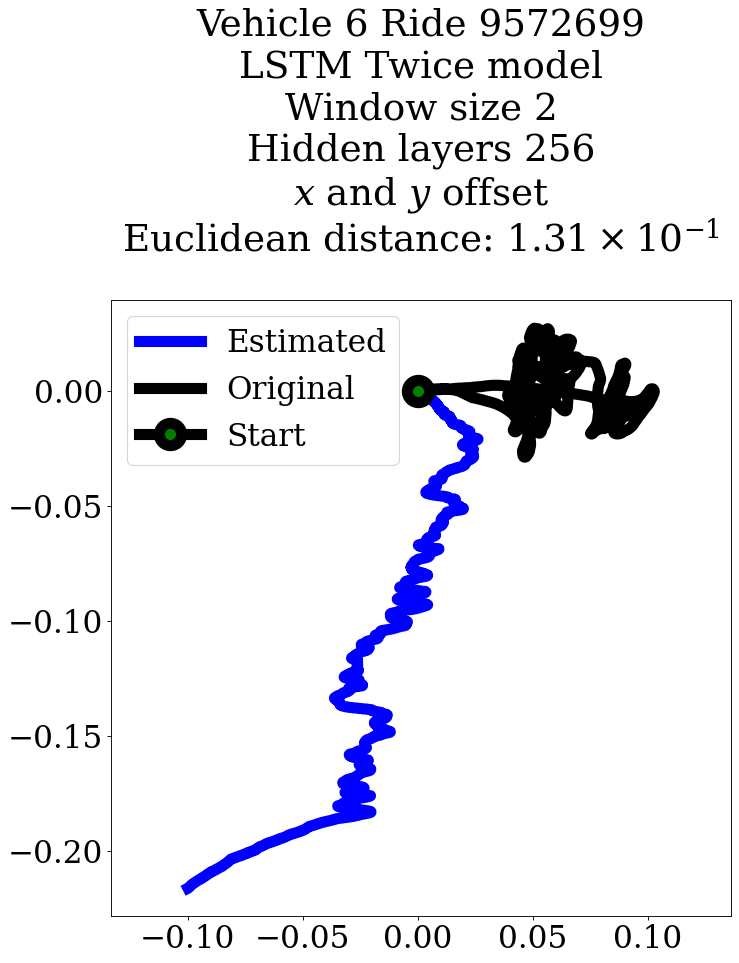 Vehicle 6 Ride 9572699
LSTM Twice model
Window size 2
Hidden layers 256
x and y offset
Euclidean distance: 1.31 × 10⁻¹
Estimated
Original
Start
0.00
−0.05
−0.10
−0.15
−0.20
−0.10 −0.05 0.00 0.05 0.10